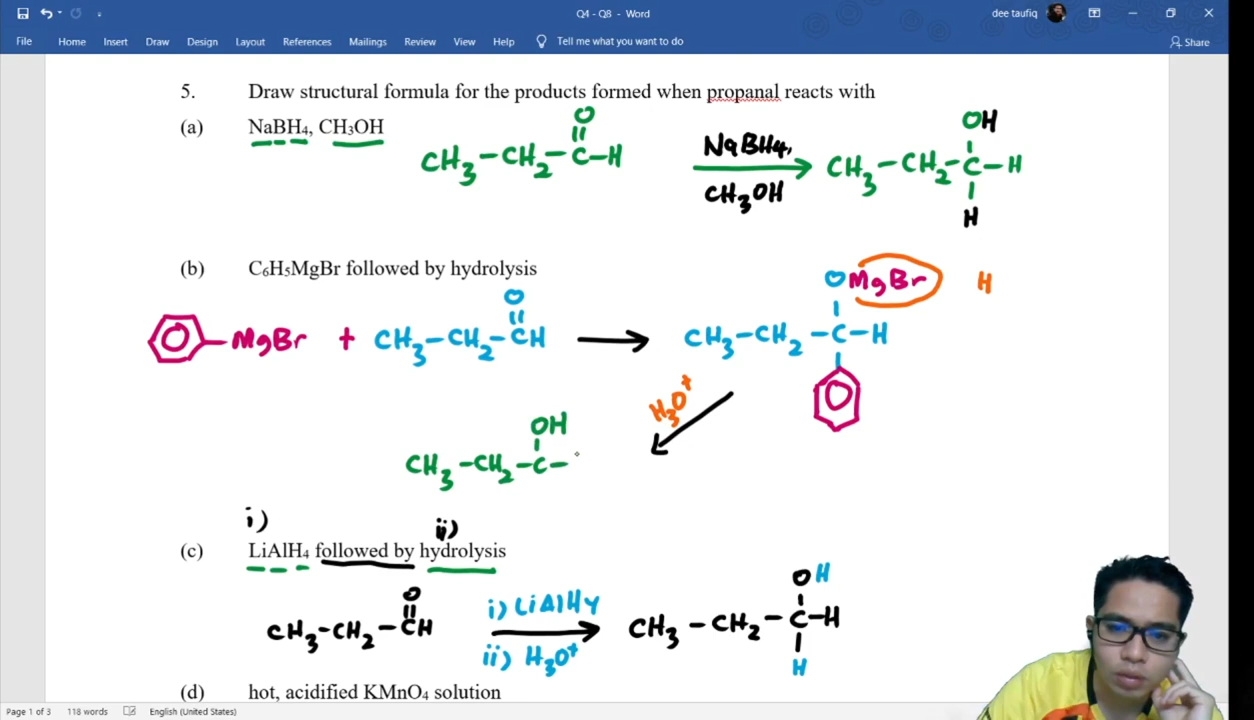 Q4 - Q8 - Word
dee taufiq
File Home Insert Draw Design Layout References Mailings Review View Help Tell me what you want to do Share
5. Draw structural formula for the products formed when propanal reacts with
(a) NaBH₄, CH₃OH
O
||
CH₃-CH₂-C-H
NaBH₄,
CH₃OH
OH
CH₃-CH₂-C-H
H
(b) C₆H₅MgBr followed by hydrolysis
O
||
MgBr + CH₃-CH₂-CH
OMgBr H
CH₃-CH₂-C-H
H₃O⁺
OH
CH₃-CH₂-C-
i) ii)
(c) LiAlH₄ followed by hydrolysis
O
||
CH₃-CH₂-CH
i) LiAlH₄
ii) H₃O⁺
OH
CH₃-CH₂-C-H
H
(d) hot, acidified KMnO₄ solution
Page 1 of 3 118 words English (United States)